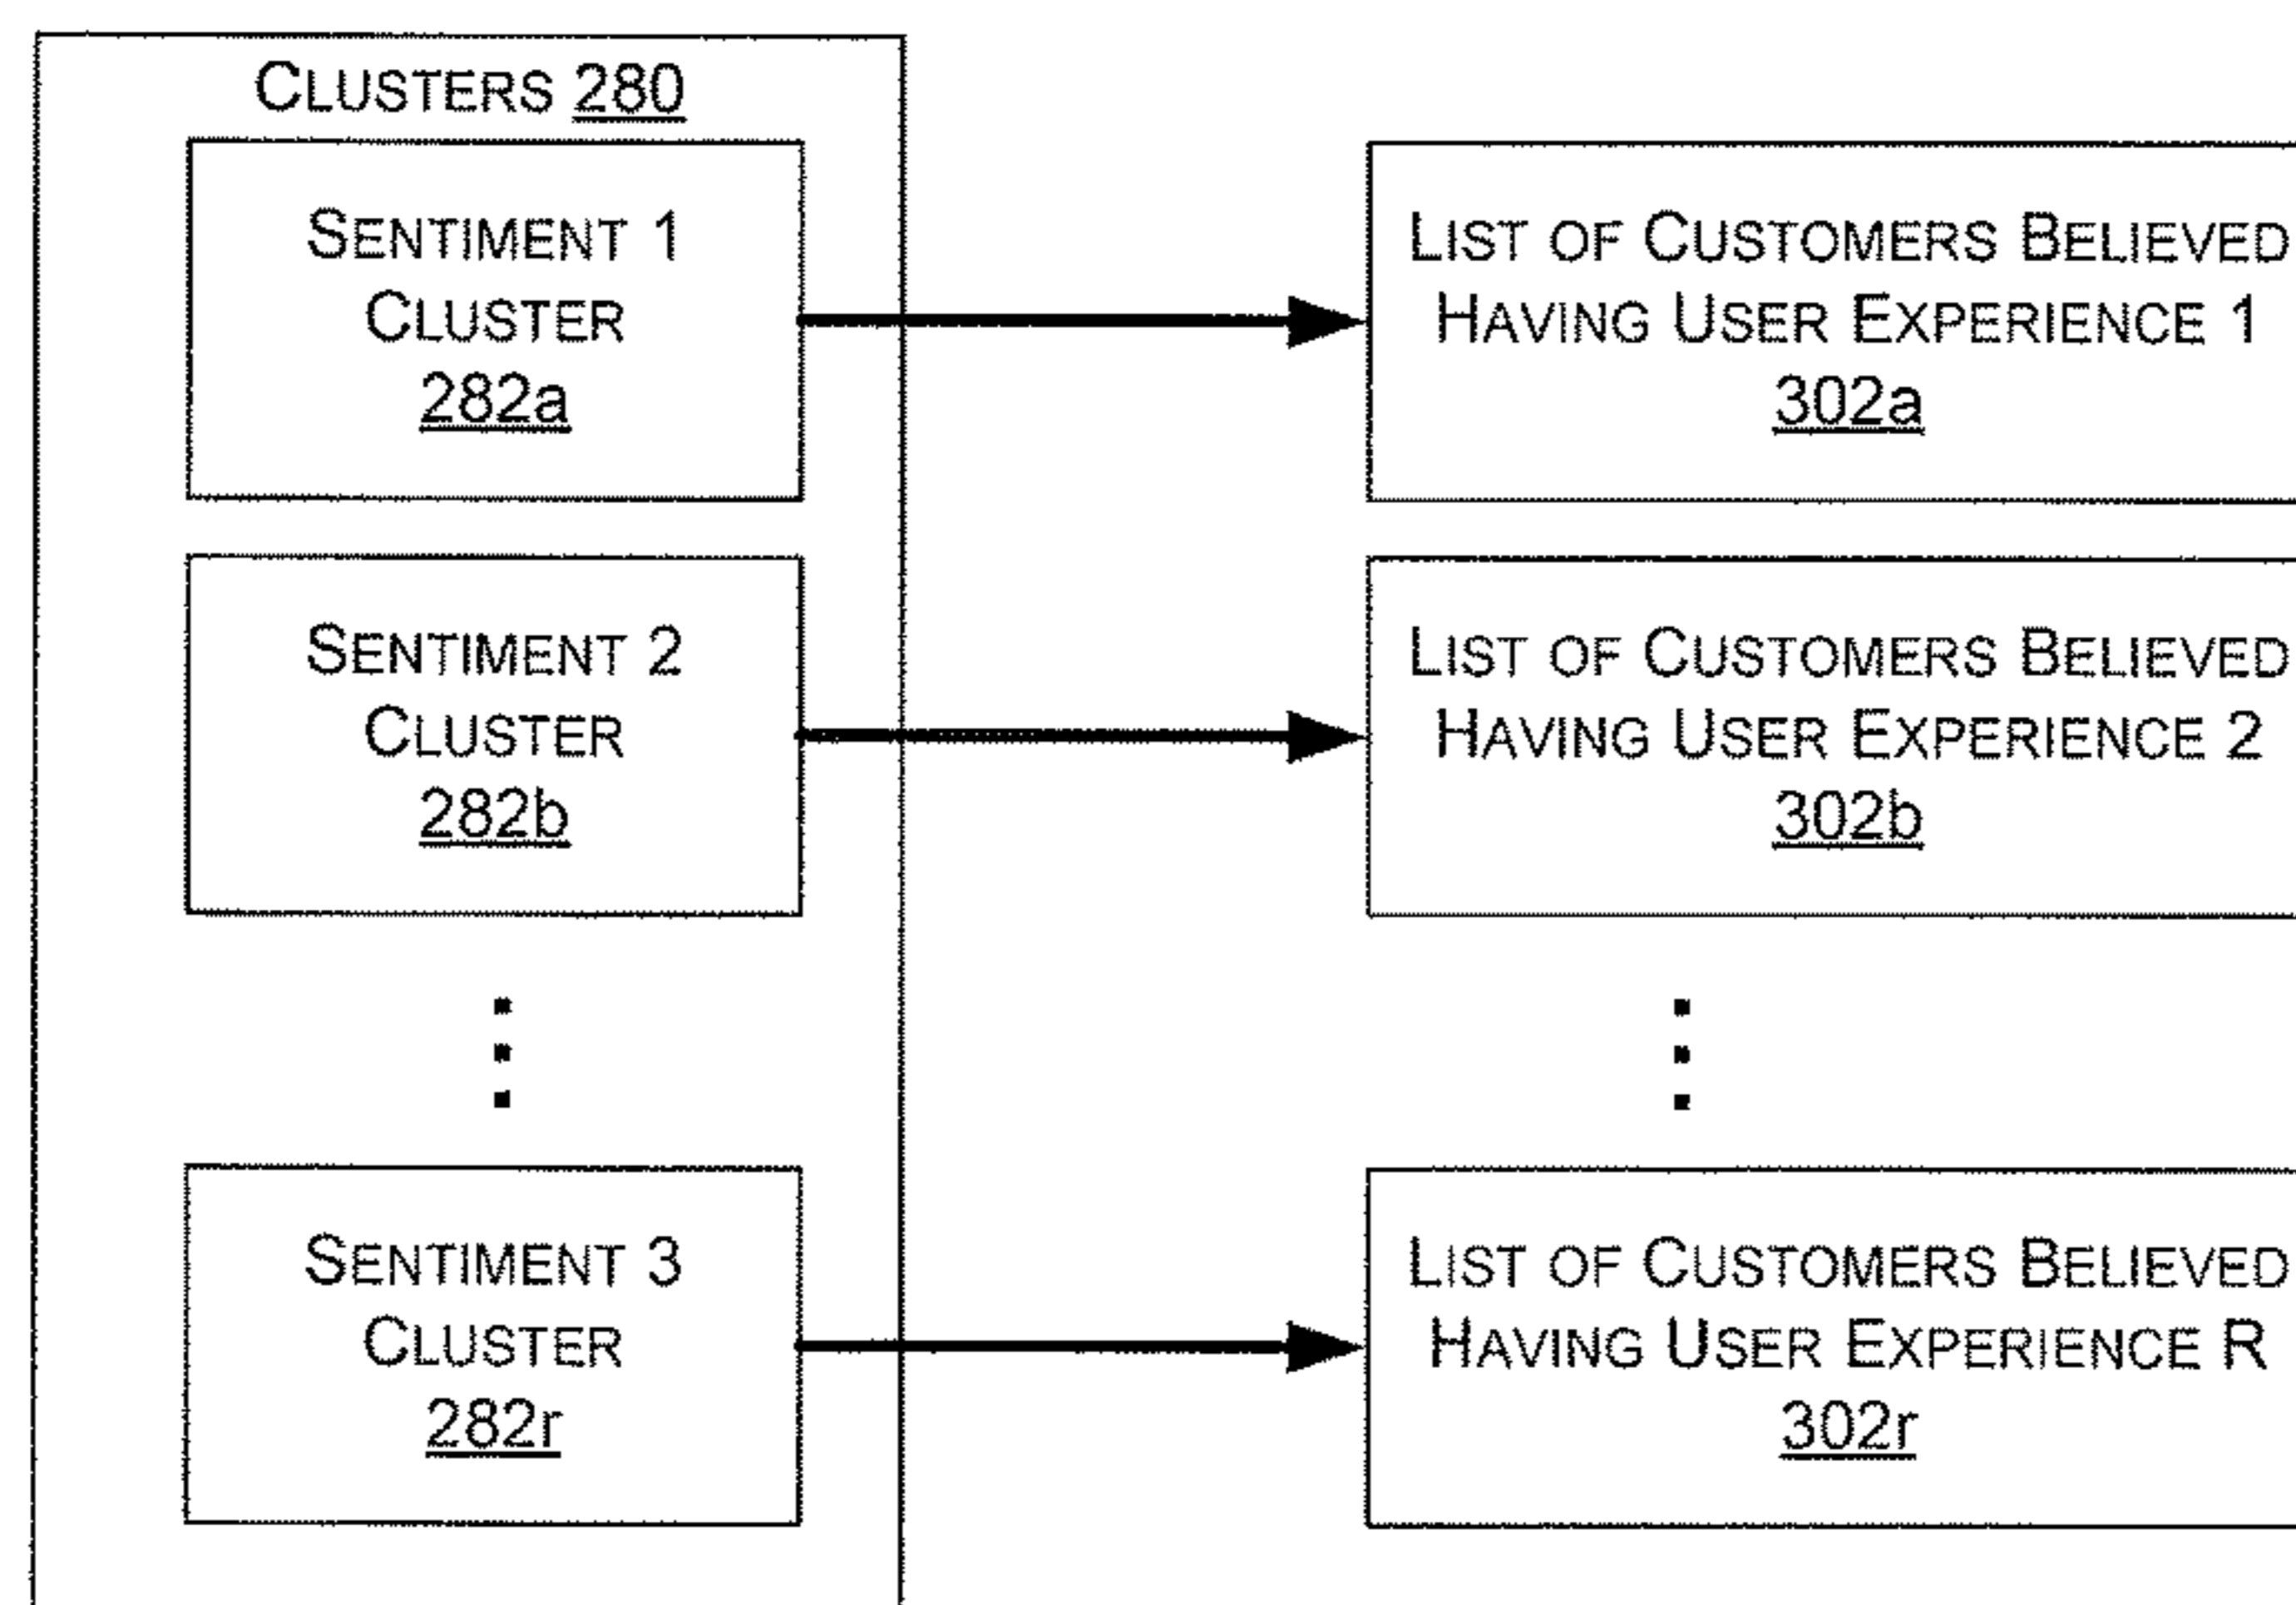 CLUSTERS 280
SENTIMENT 1
CLUSTER
282a
LIST OF CUSTOMERS BELIEVED
HAVING USER EXPERIENCE 1
302a
SENTIMENT 2
CLUSTER
282b
LIST OF CUSTOMERS BELIEVED
HAVING USER EXPERIENCE 2
302b
SENTIMENT 3
CLUSTER
282r
LIST OF CUSTOMERS BELIEVED
HAVING USER EXPERIENCE R
302r